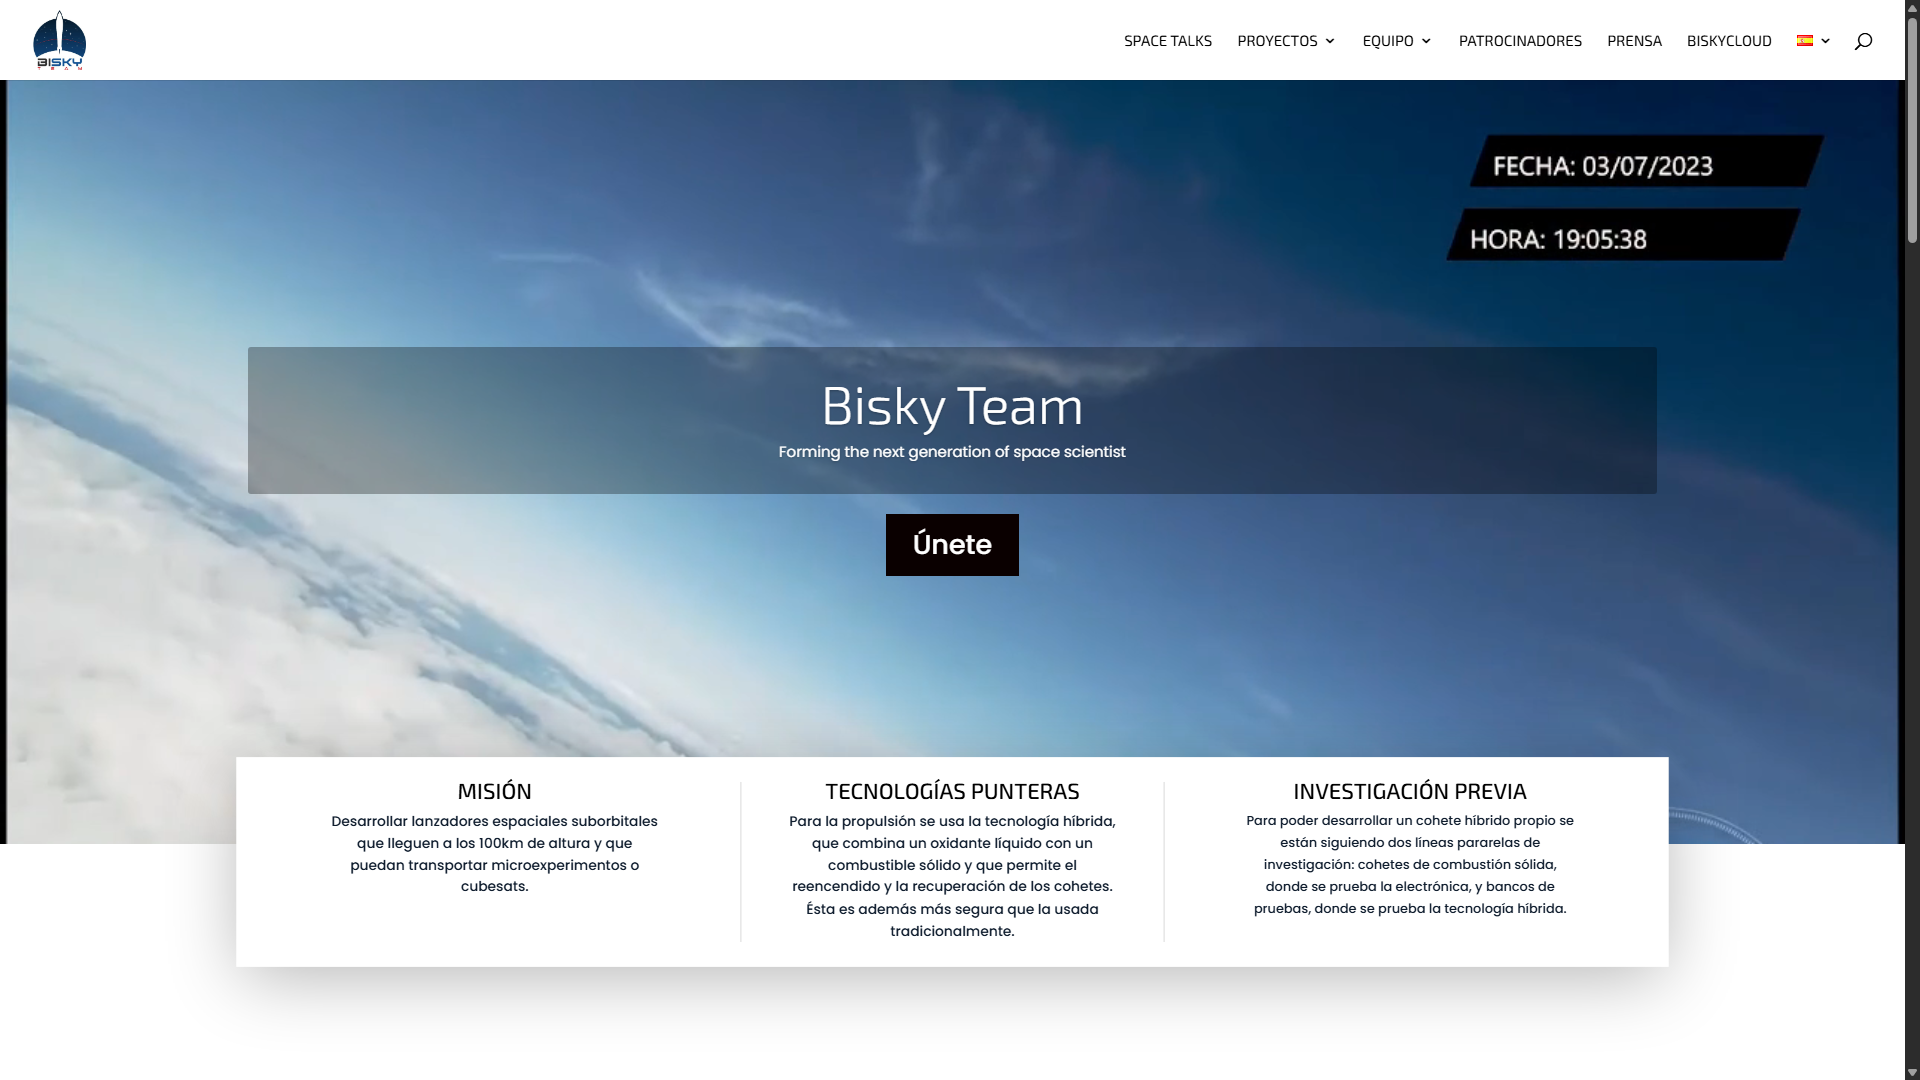 BISKY
TEAM
SPACE TALKS PROYECTOS EQUIPO PATROCINADORES PRENSA BISKYCLOUD
FECHA: 03/07/2023
HORA: 19:05:38
Bisky Team
Forming the next generation of space scientist
Únete
MISIÓN
Desarrollar lanzadores espaciales suborbitales
que lleguen a los 100km de altura y que
puedan transportar microexperimentos o
cubesats.
TECNOLOGÍAS PUNTERAS
Para la propulsión se usa la tecnología híbrida,
que combina un oxidante líquido con un
combustible sólido y que permite el
reencendido y la recuperación de los cohetes.
Ésta es además más segura que la usada
tradicionalmente.
INVESTIGACIÓN PREVIA
Para poder desarrollar un cohete híbrido propio se
están siguiendo dos líneas pararelas de
investigación: cohetes de combustión sólida,
donde se prueba la electrónica, y bancos de
pruebas, donde se prueba la tecnología híbrida.